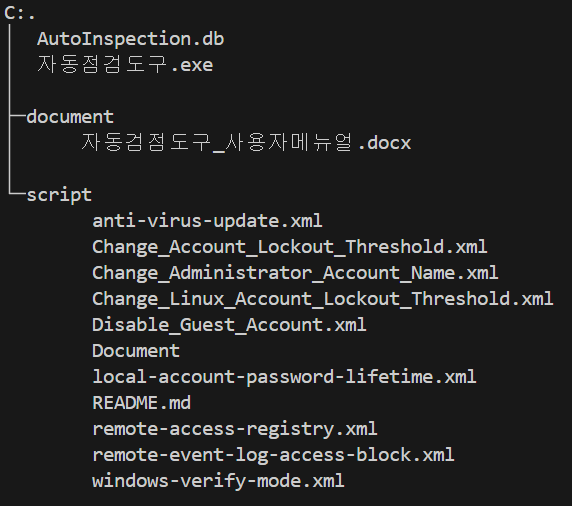 C:.
│  AutoInspection.db
│  자동점검도구.exe
│
├─document
│      자동검점도구_사용자메뉴얼.docx
│
└─script
        anti-virus-update.xml
        Change_Account_Lockout_Threshold.xml
        Change_Administrator_Account_Name.xml
        Change_Linux_Account_Lockout_Threshold.xml
        Disable_Guest_Account.xml
        Document
        local-account-password-lifetime.xml
        README.md
        remote-access-registry.xml
        remote-event-log-access-block.xml
        windows-verify-mode.xml